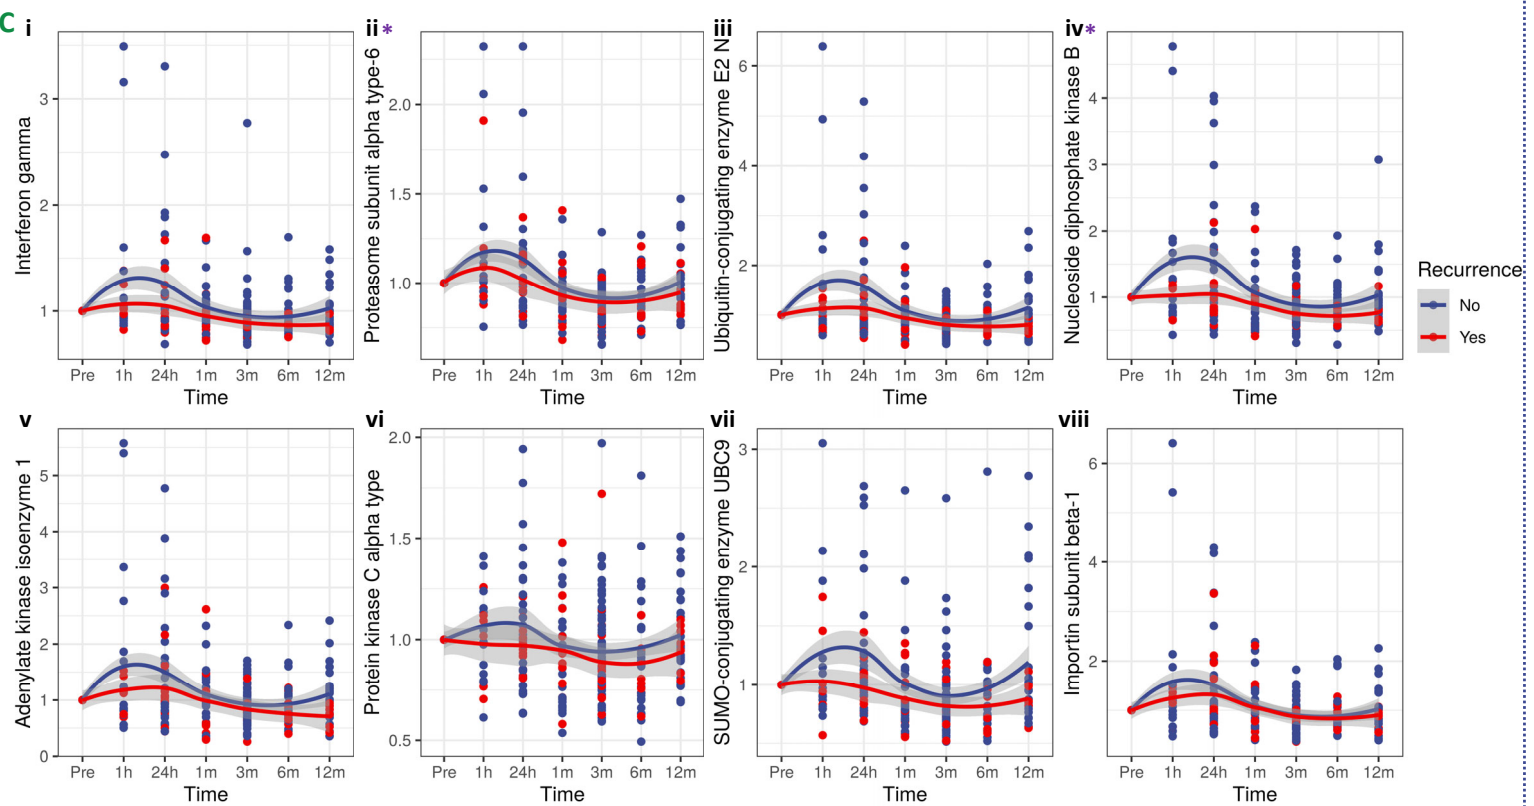 C
i
ii*
iii
iv*
Interferon gamma
3
2
1
Pre 1h 24h 1m 3m 6m 12m
Time
Proteasome subunit alpha type-6
2.0
1.5
1.0
Pre 1h 24h 1m 3m 6m 12m
Time
Ubiquitin-conjugating enzyme E2 N
6
4
2
Pre 1h 24h 1m 3m 6m 12m
Time
Nucleoside diphosphate kinase B
4
3
2
1
Pre 1h 24h 1m 3m 6m 12m
Time
Recurrence
No
Yes
v
vi
vii
viii
Adenylate kinase isoenzyme 1
5
4
3
2
1
0
Pre 1h 24h 1m 3m 6m 12m
Time
Protein kinase C alpha type
2.0
1.5
1.0
0.5
Pre 1h 24h 1m 3m 6m 12m
Time
SUMO-conjugating enzyme UBC9
3
2
1
Pre 1h 24h 1m 3m 6m 12m
Time
Importin subunit beta-1
6
4
2
Pre 1h 24h 1m 3m 6m 12m
Time